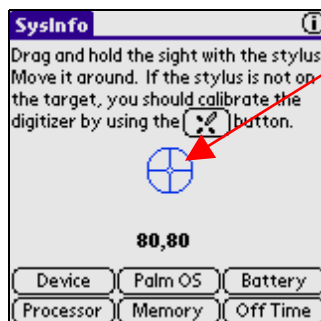 SysInfo
Drag and hold the sight with the stylus
Move it around. If the stylus is not on
the target, you should calibrate the
digitizer by using the button.
80,80
Device Palm OS Battery
Processor Memory Off Time